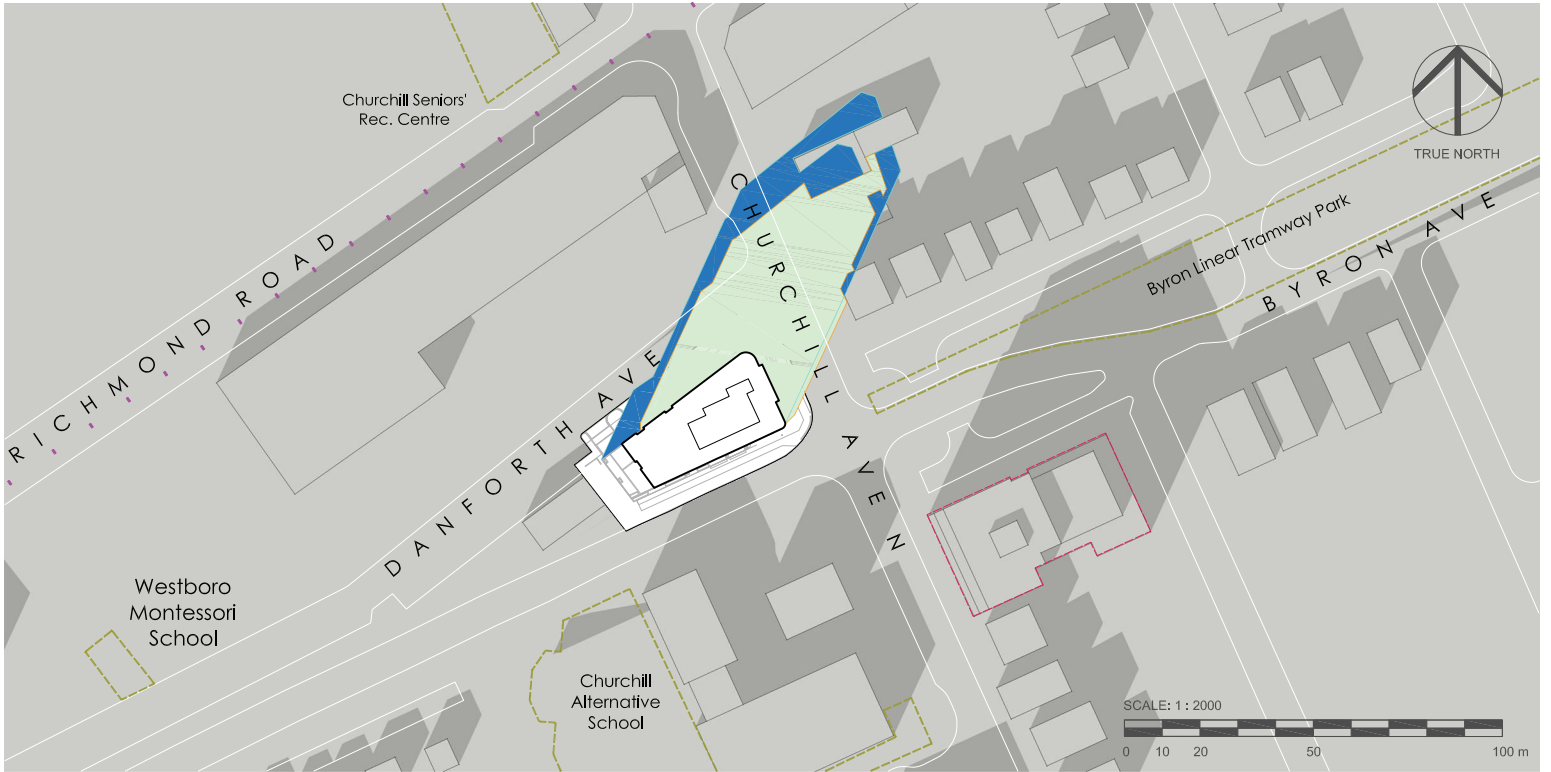 Churchill Seniors'
Rec. Centre
TRUE NORTH
RICHMOND ROAD
CHURCHILL AVEN
Byron Linear Tramway Park
BYRON AVE
DANFORTH AVE
Westboro
Montessori
School
Churchill
Alternative
School
SCALE: 1 : 2000
0 10 20 50 100 m